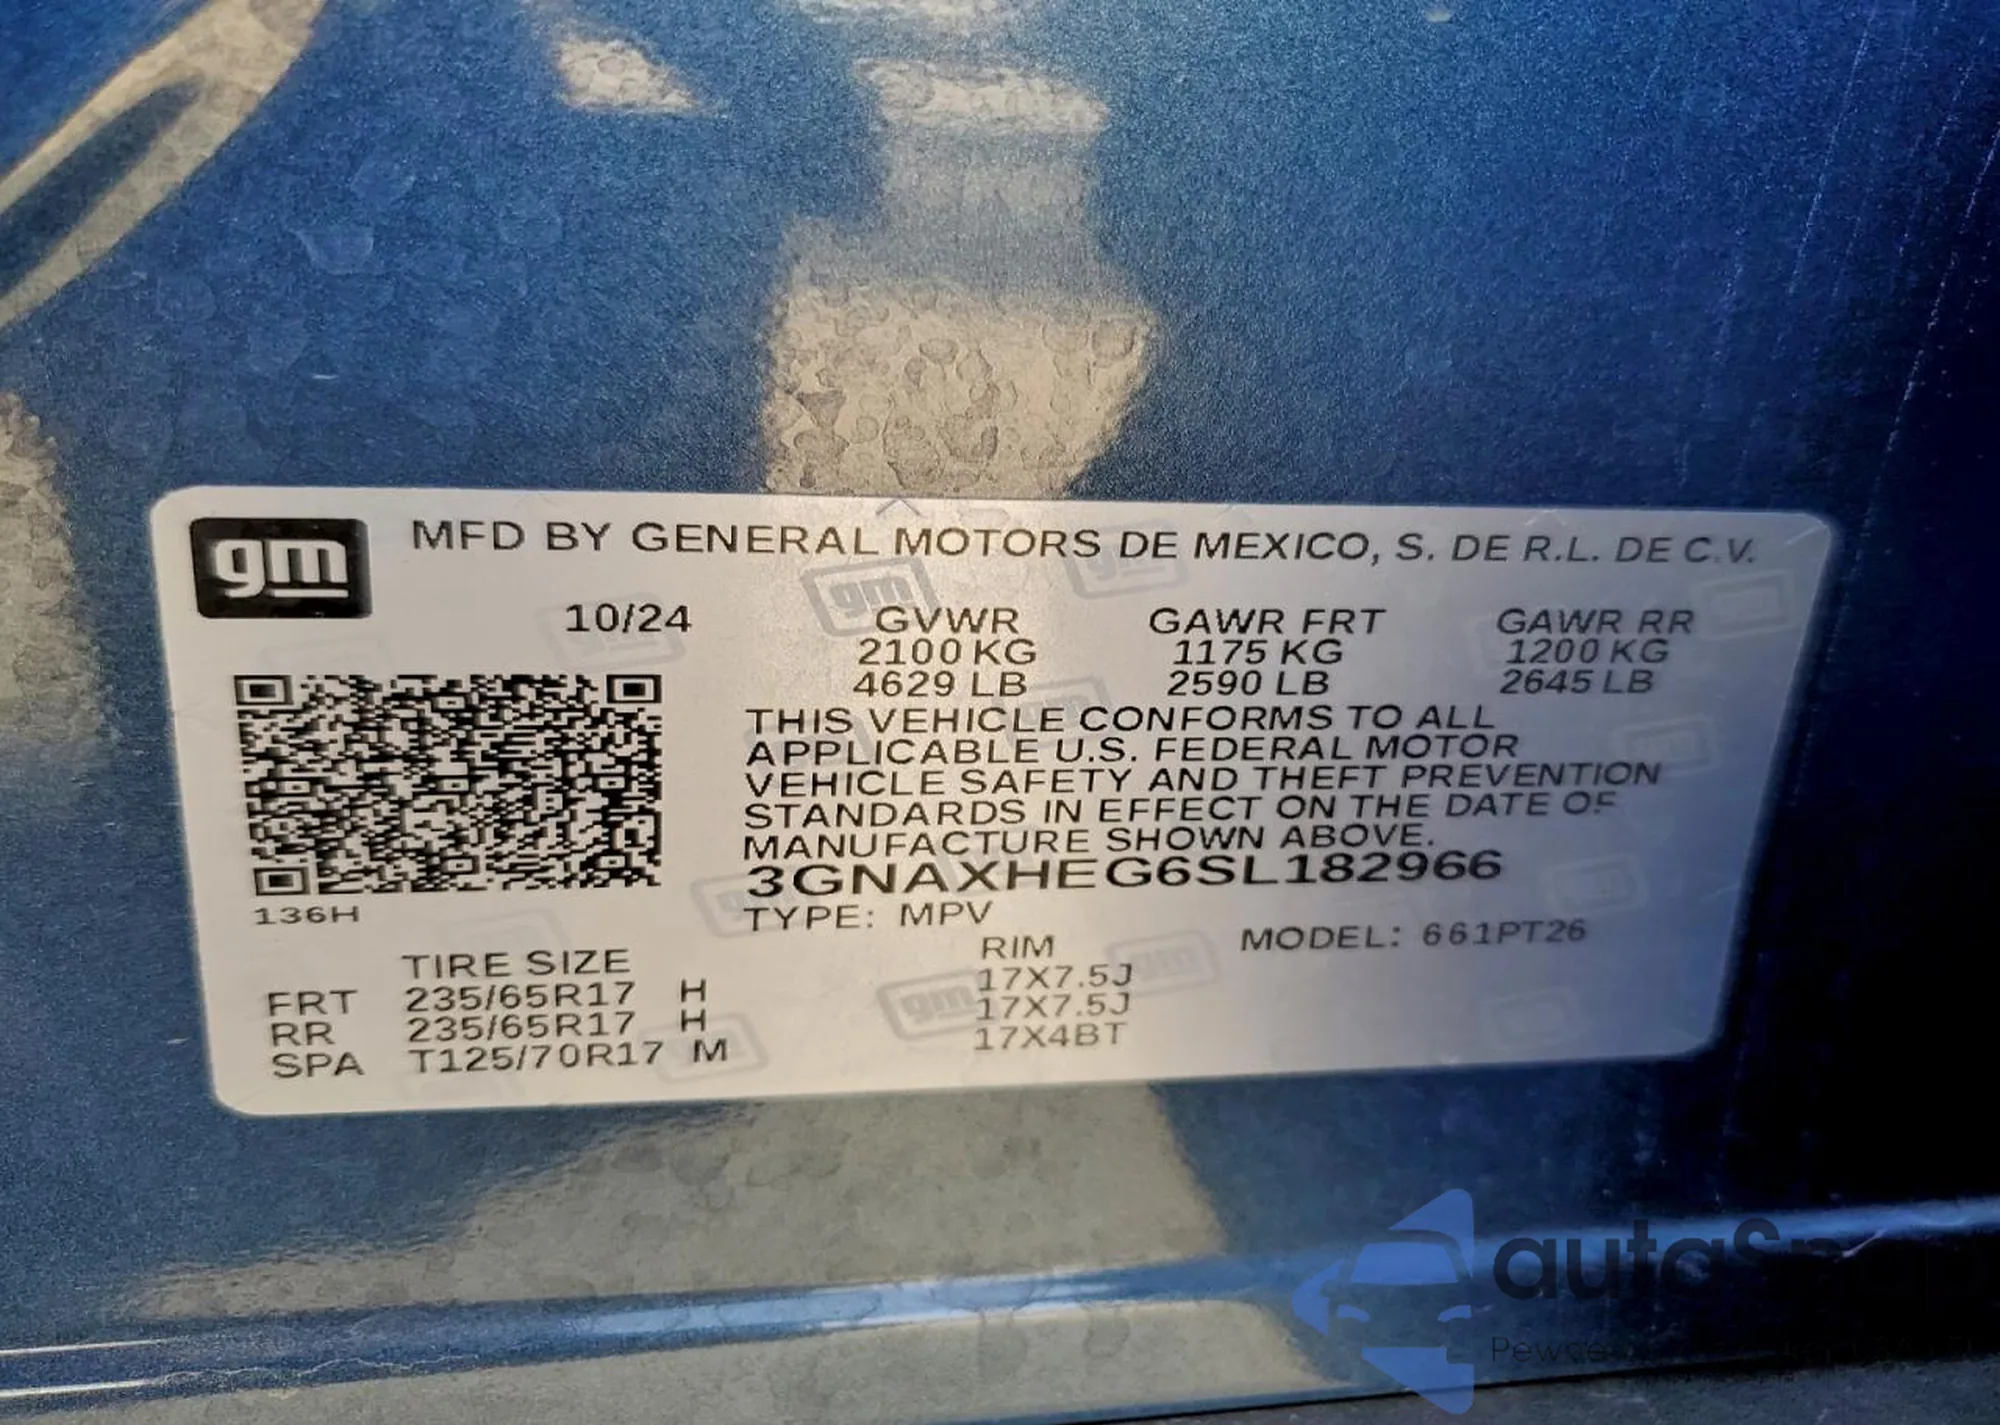 gm
MFD BY GENERAL MOTORS DE MEXICO, S. DE R.L. DE C.V.
10/24
GVWR GAWR FRT GAWR RR
2100 KG 1175 KG 1200 KG
4629 LB 2590 LB 2645 LB
THIS VEHICLE CONFORMS TO ALL
APPLICABLE U.S. FEDERAL MOTOR
VEHICLE SAFETY AND THEFT PREVENTION
STANDARDS IN EFFECT ON THE DATE OF
MANUFACTURE SHOWN ABOVE.
3GNAXHEG6SL182966
136H
TYPE: MPV
MODEL: 661PT26
TIRE SIZE RIM
FRT 235/65R17 H 17X7.5J
RR 235/65R17 H 17X7.5J
SPA T125/70R17 M 17X4BT